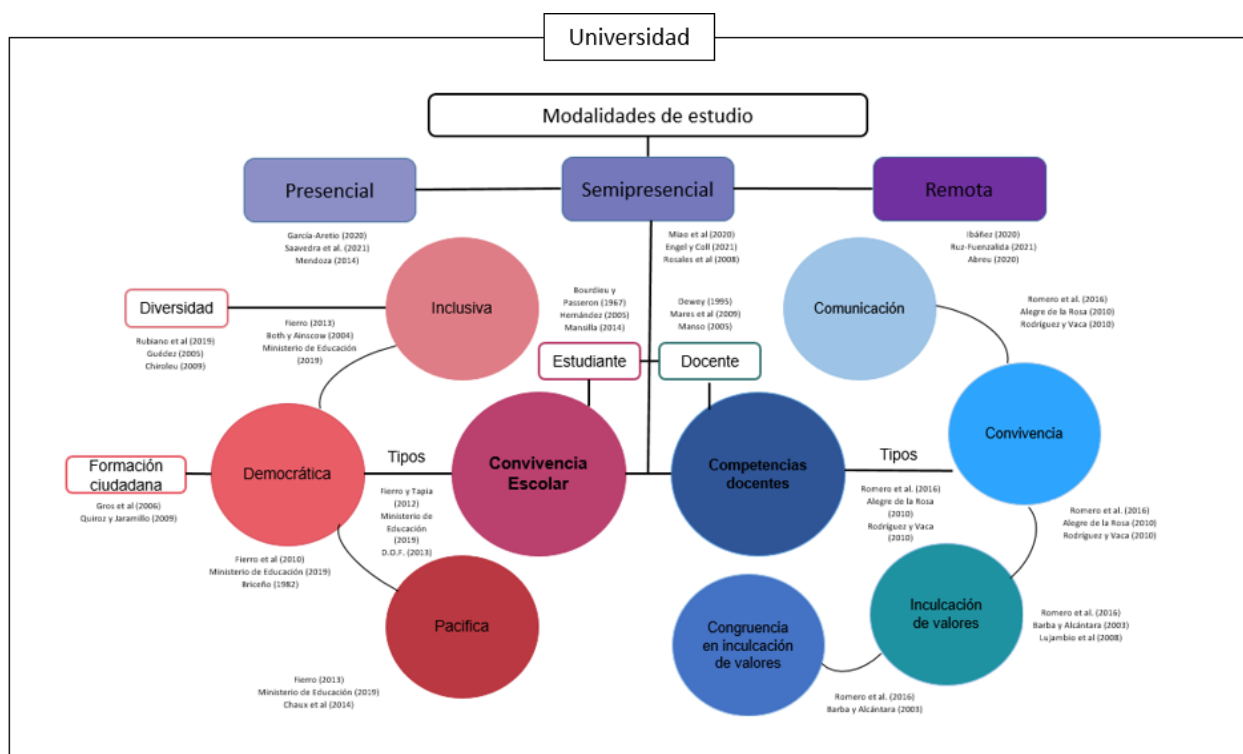 Universidad
Modalidades de estudio
Presencial
Semipresencial
Remota
García-Aretio (2020)
Saavedra et al. (2021)
Mendoza (2014)
Miao et al (2020)
Engel y Coll (2021)
Rosales et al (2008)
Ibáñez (2020)
Ruz-Fuenzalida (2021)
Abreu (2020)
Diversidad
Rubiano et al (2019)
Guédez (2005)
Chiroleu (2009)
Inclusiva
Fierro (2013)
Both y Ainscow (2004)
Ministerio de Educación
(2019)
Bourdieu y
Passeron (1967)
Hernández (2005)
Mansilla (2014)
Dewey (1995)
Mares et al (2009)
Manso (2005)
Estudiante
Docente
Comunicación
Romero et al. (2016)
Alegre de la Rosa
(2010)
Rodríguez y Vaca (2010)
Formación
ciudadana
Gros et al (2006)
Quiroz y Jaramillo (2009)
Democrática
Fierro et al (2010)
Ministerio de Educación (2019)
Briceño (1982)
Tipos
Fierro y Tapia
(2012)
Ministerio de
Educación
(2019)
D.O.F. (2013)
Convivencia
Escolar
Competencias
docentes
Tipos
Romero et al. (2016)
Alegre de la Rosa
(2010)
Rodríguez y Vaca
(2010)
Convivencia
Romero et al. (2016)
Alegre de la Rosa (2010)
Rodríguez y Vaca (2010)
Pacifica
Fierro (2013)
Ministerio de Educación (2019)
Chaux et al (2014)
Congruencia
en inculcación
de valores
Romero et al. (2016)
Barba y Alcántara (2003)
Inculcación
de valores
Romero et al. (2016)
Barba y Alcántara (2003)
Lujambio et al (2008)